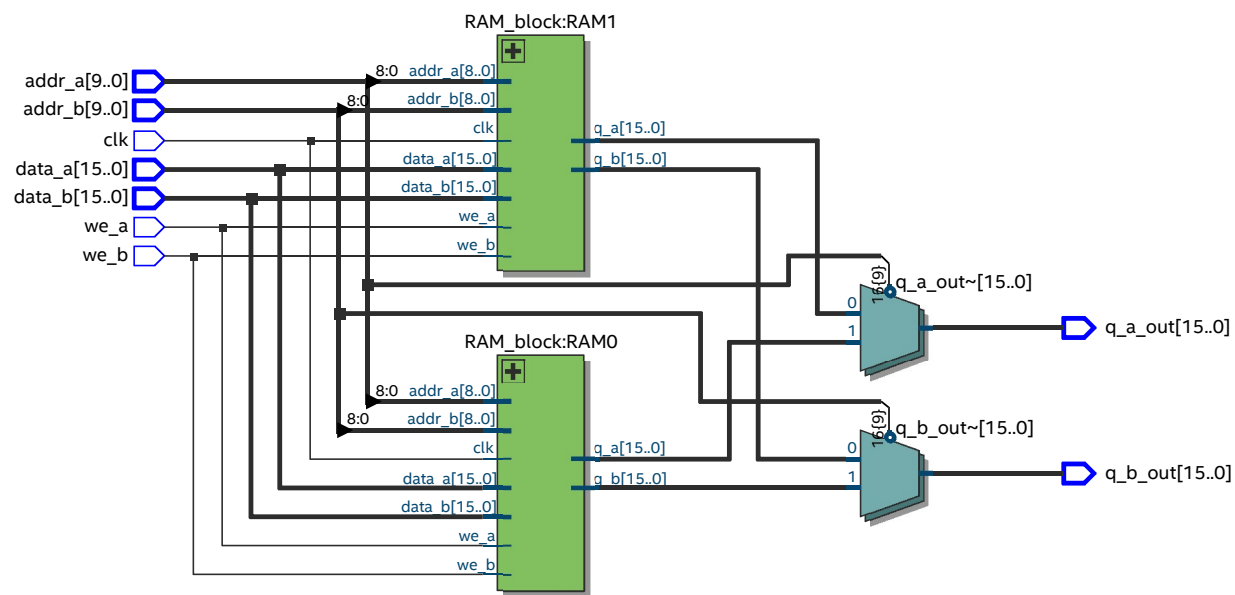 RAM_block:RAM1
addr_a[9..0]
8:0
addr_a[8..0]
addr_b[9..0]
8:0
addr_b[8..0]
clk
clk
q_a[15..0]
data_a[15..0]
data_a[15..0]
q_b[15..0]
data_b[15..0]
data_b[15..0]
we_a
we_a
we_b
we_b
16{9}
q_a_out~[15..0]
0
1
q_a_out[15..0]
RAM_block:RAM0
8:0
addr_a[8..0]
8:0
addr_b[8..0]
clk
q_a[15..0]
data_a[15..0]
q_b[15..0]
data_b[15..0]
we_a
we_b
16{9}
q_b_out~[15..0]
0
1
q_b_out[15..0]